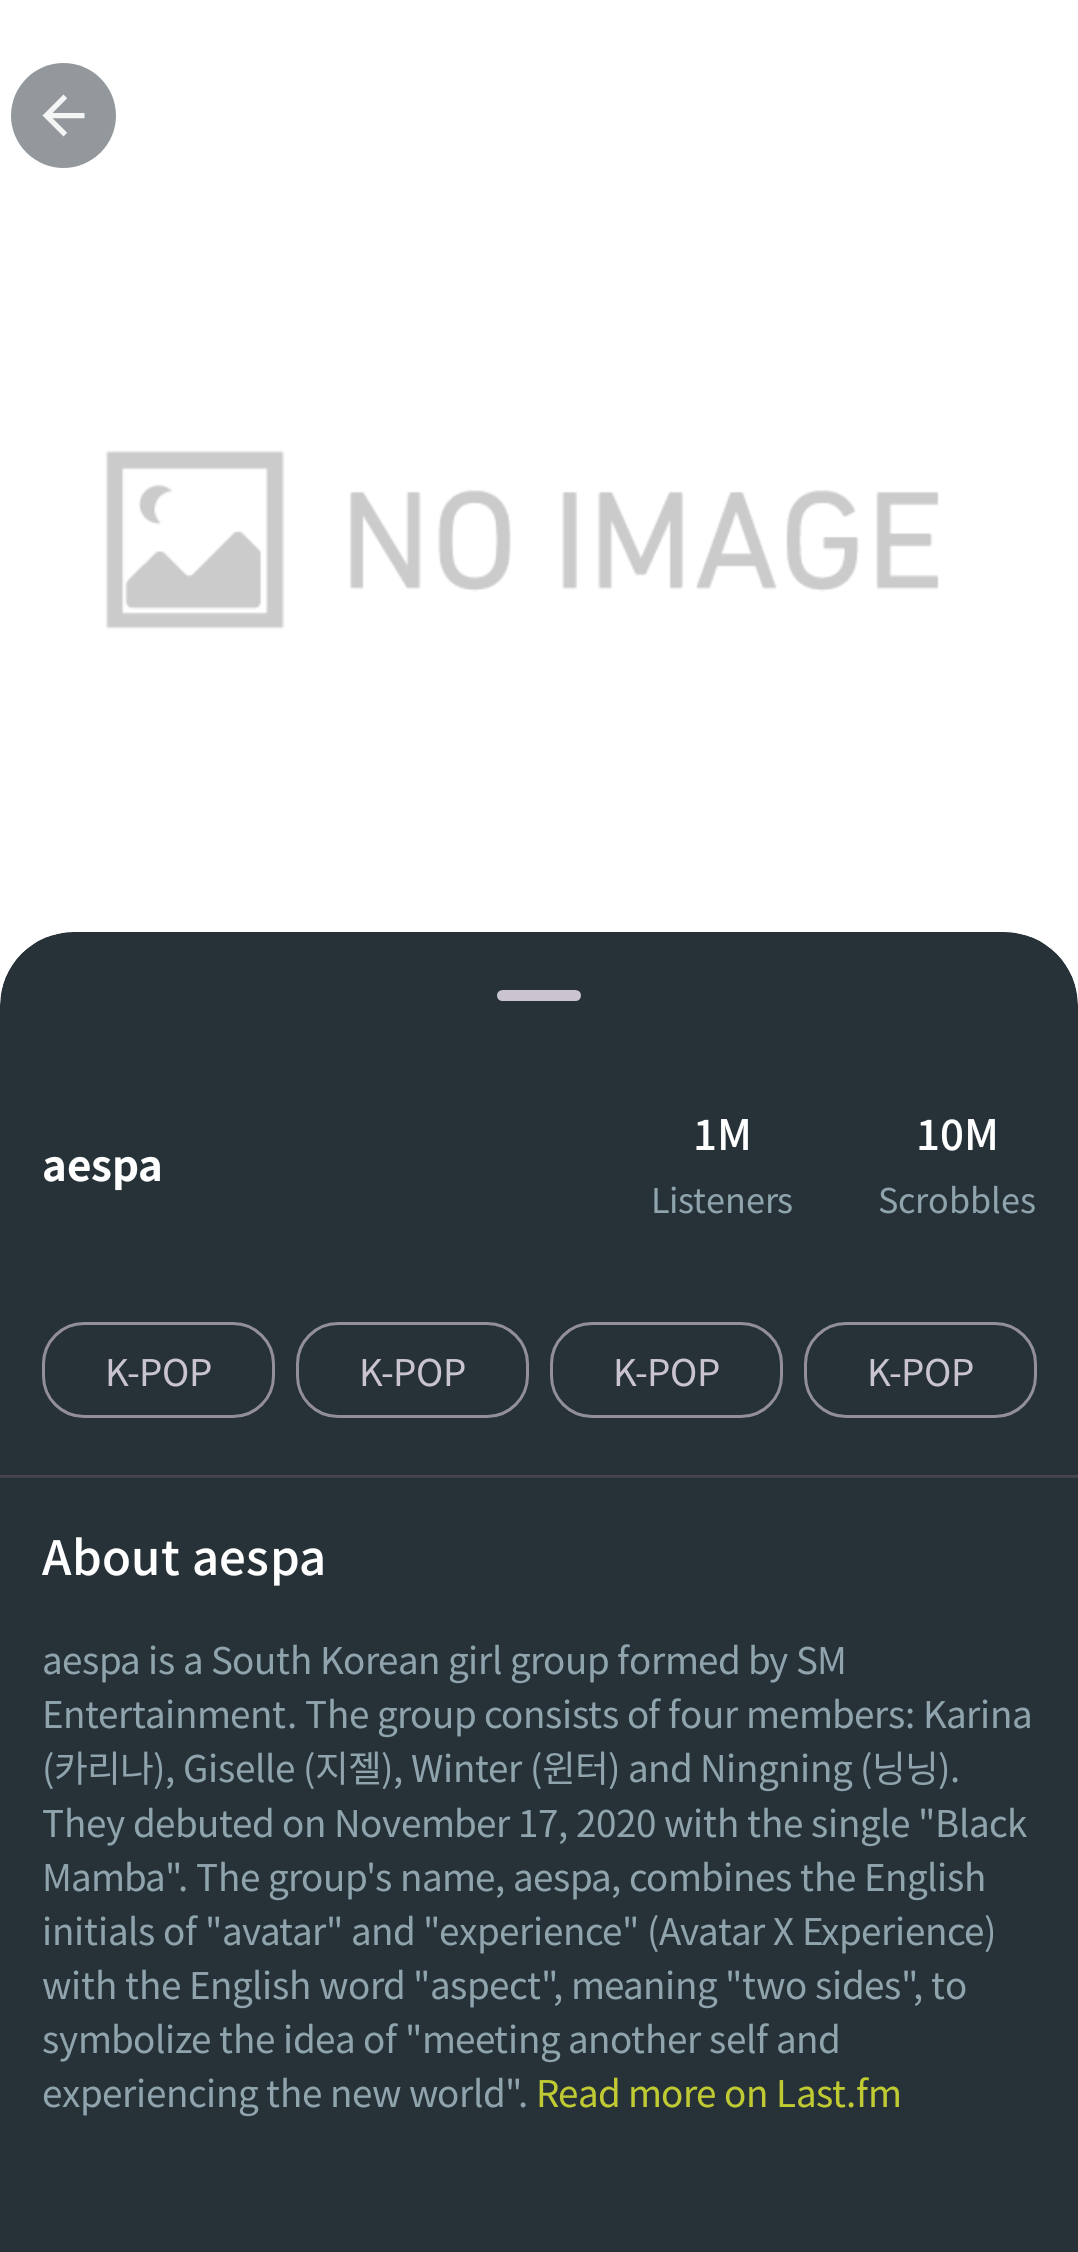 NO IMAGE
aespa
1M
Listeners
10M
Scrobbles
K-POP
K-POP
K-POP
K-POP
About aespa
aespa is a South Korean girl group formed by SM
Entertainment. The group consists of four members: Karina
(카리나), Giselle (지젤), Winter (윈터) and Ningning (닝닝).
They debuted on November 17, 2020 with the single "Black
Mamba". The group's name, aespa, combines the English
initials of "avatar" and "experience" (Avatar X Experience)
with the English word "aspect", meaning "two sides", to
symbolize the idea of "meeting another self and
experiencing the new world". Read more on Last.fm